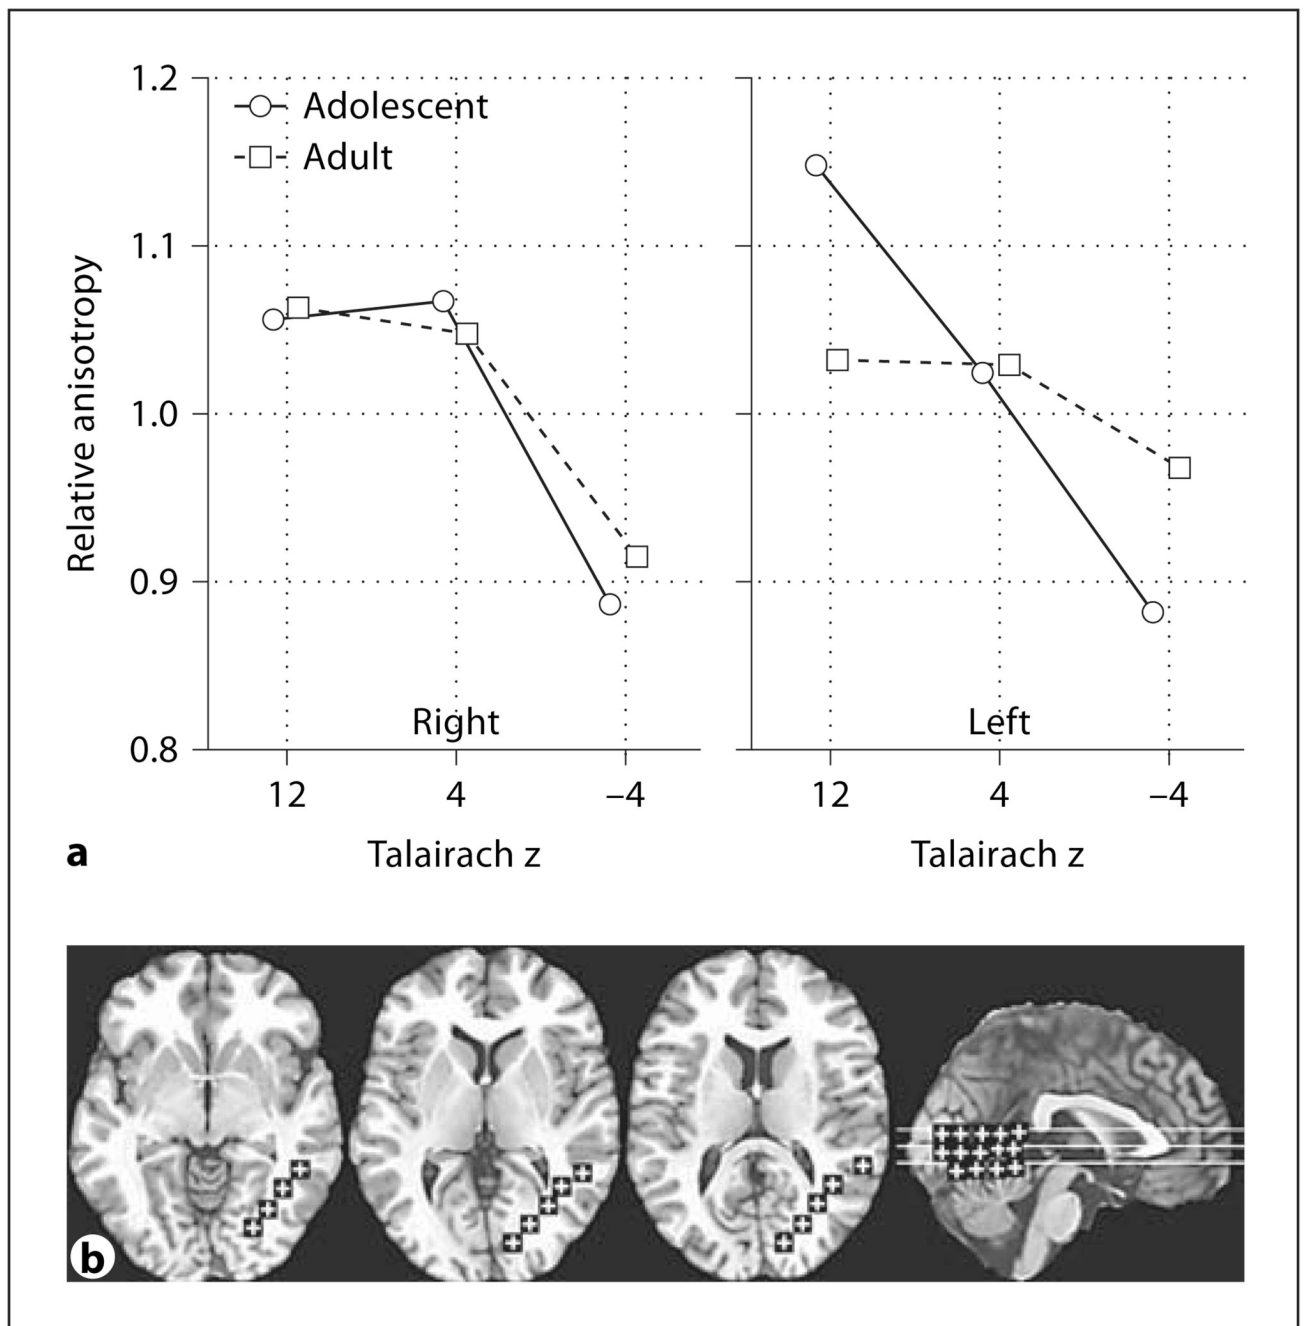 1.2
1.1
1.0
0.9
0.8
Relative anisotropy
Adolescent
Adult
Right
Left
12 4 –4
12 4 –4
Talairach z
Talairach z
a
b